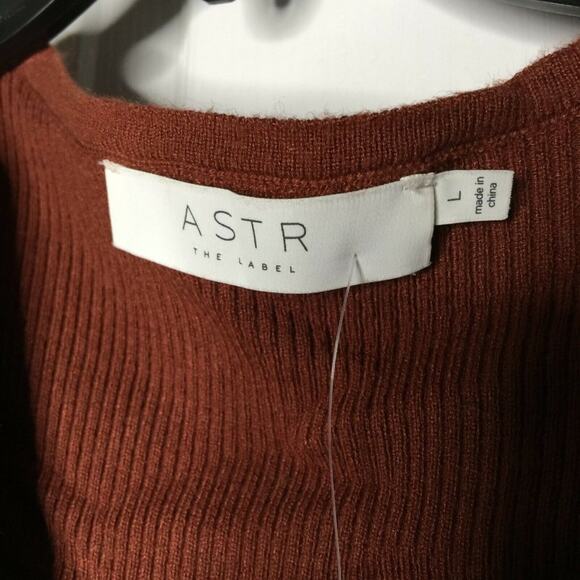 ASTR
THE LABEL
L
made in
china